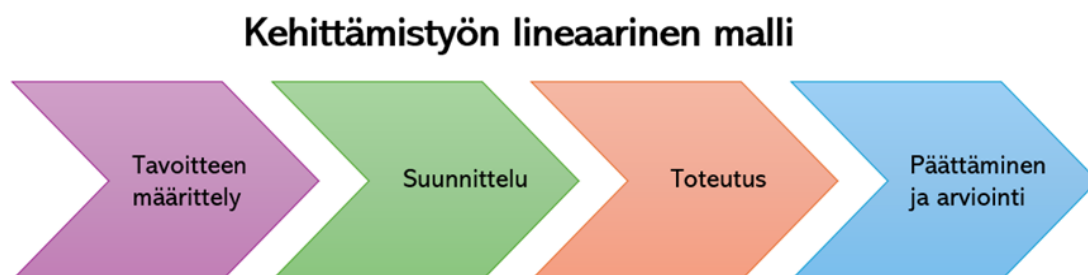 Kehittämistyön lineaarinen malli
Tavoitteen
määrittely
Suunnittelu
Toteutus
Päättäminen
ja arviointi